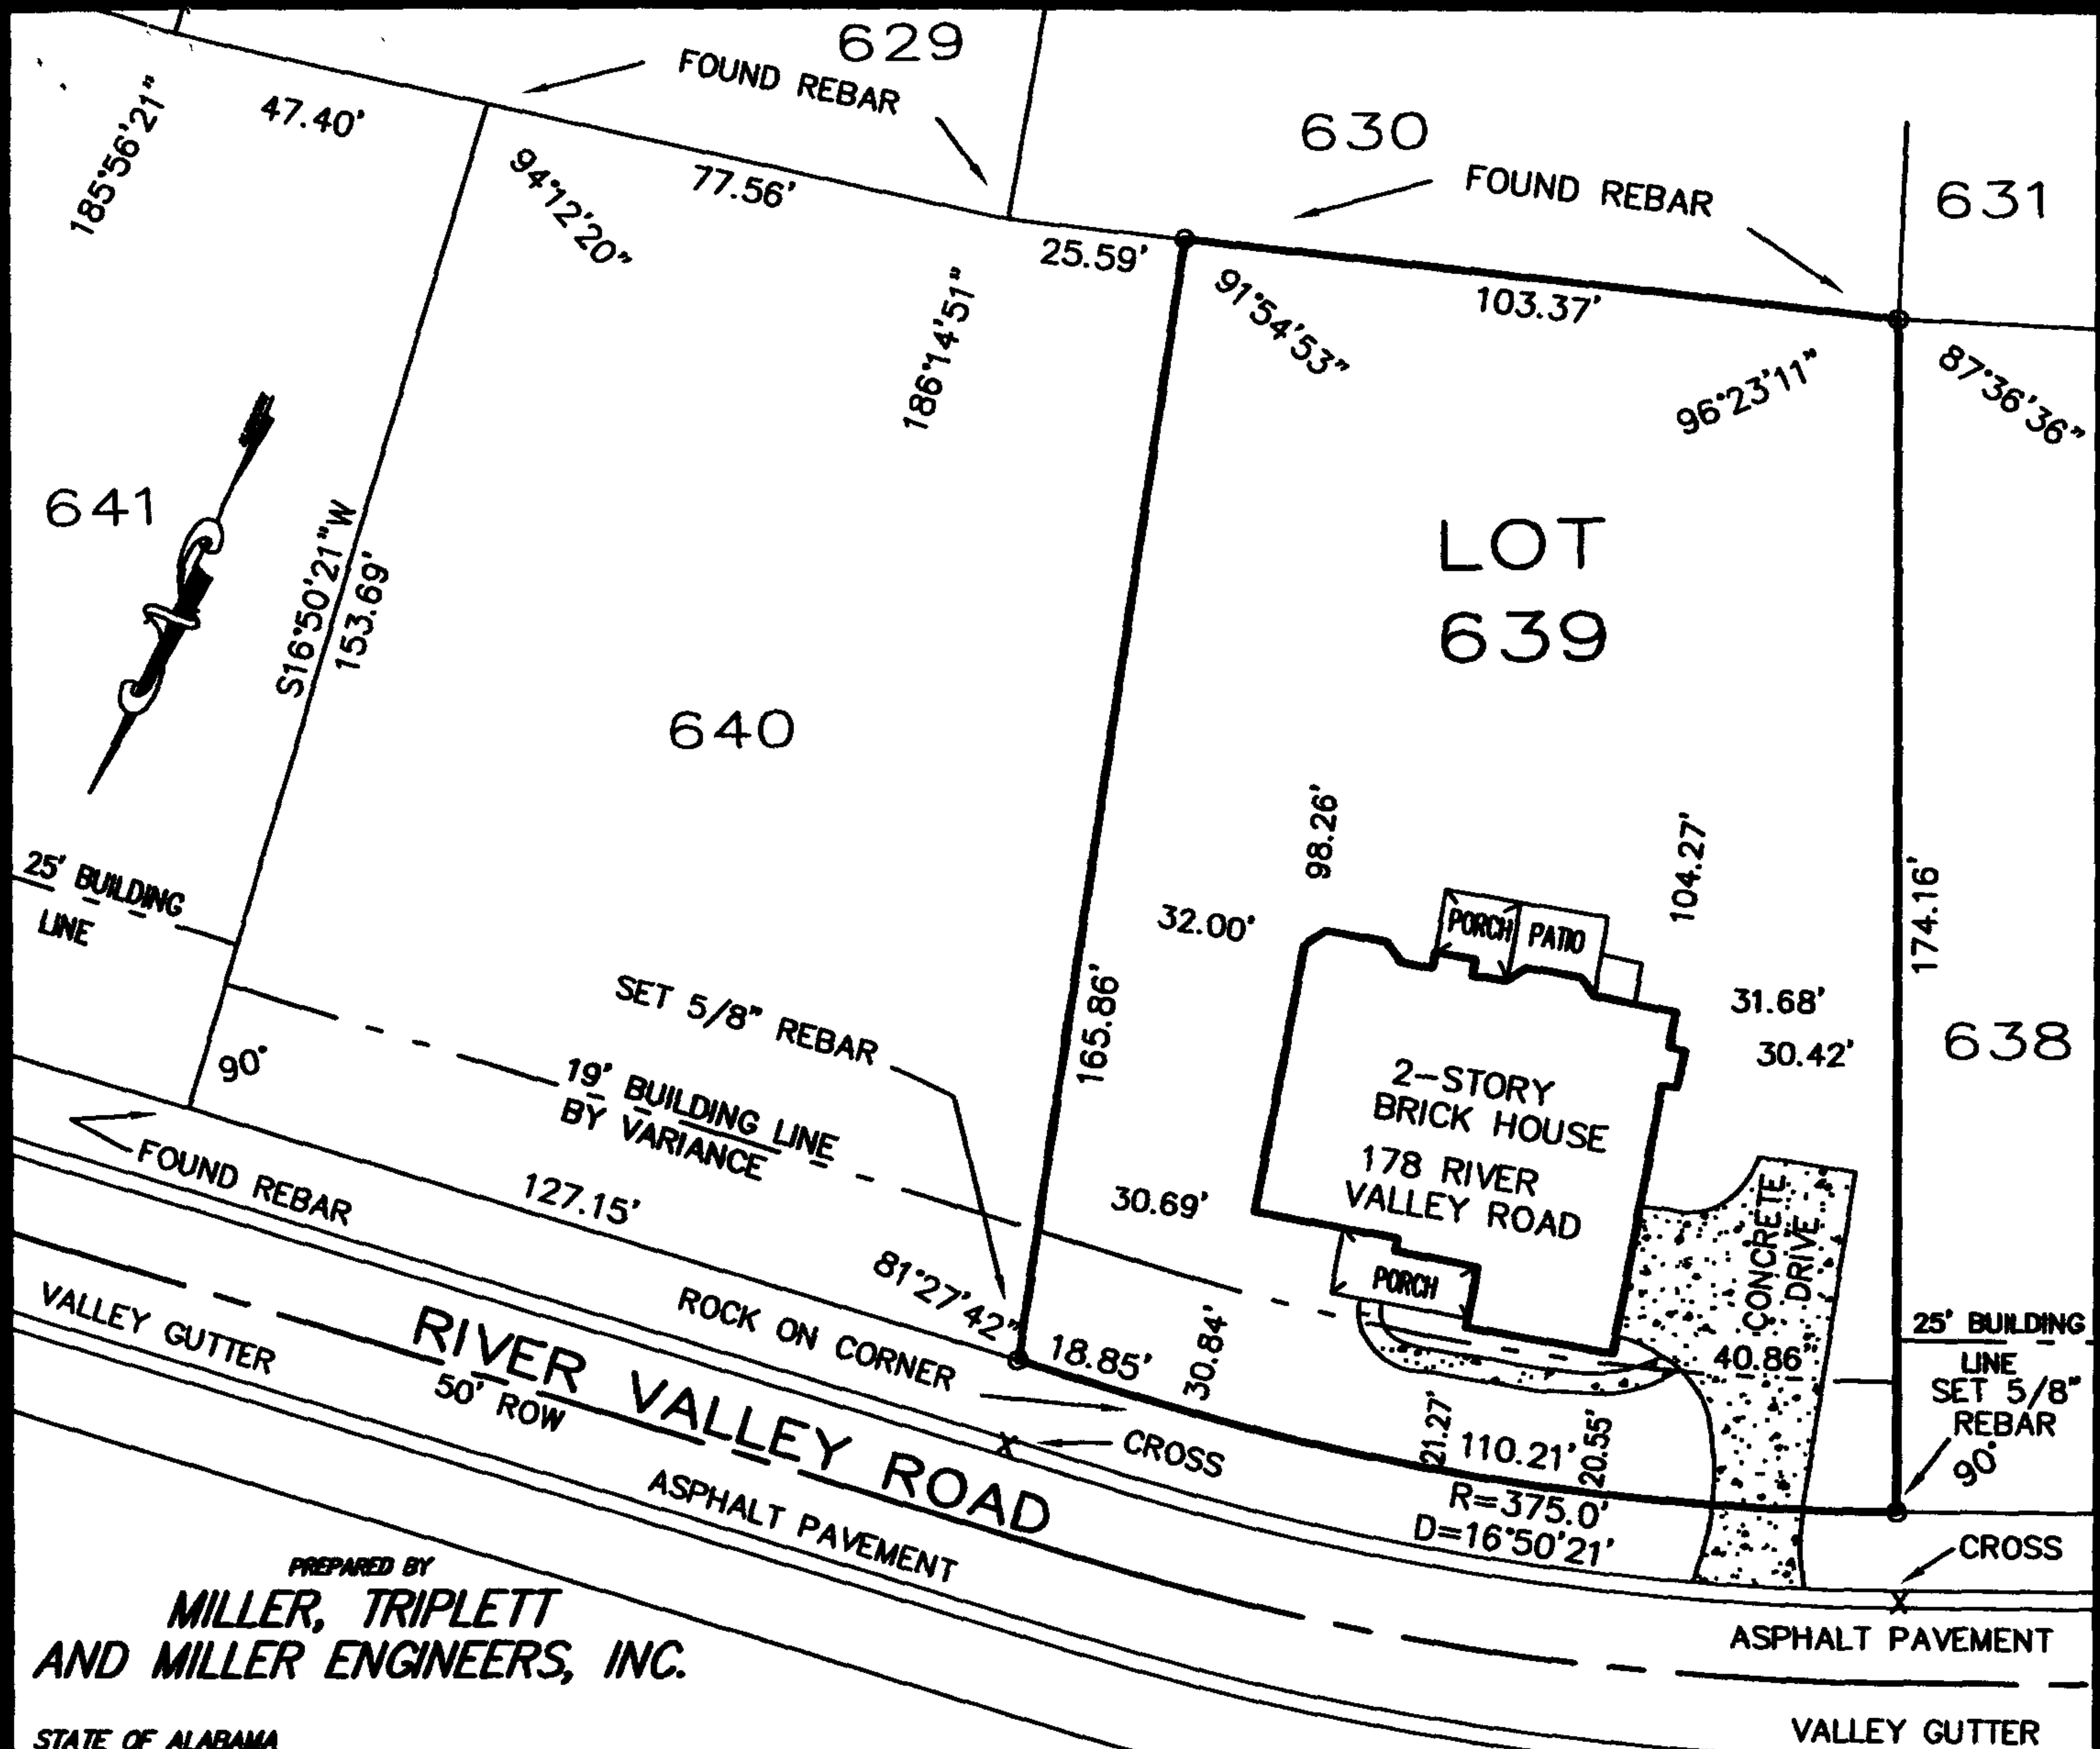 629
FOUND REBAR
630
FOUND REBAR
631
47.40'
185°56'21"
94°12'20"
77.56'
25.59'
186°14'51"
91°54'53"
103.37'
96°23'11"
87°36'36"
641
S16°50'21"W
153.69'
LOT
639
640
98.26'
104.27'
174.16'
25' BUILDING
LINE
32.00'
PORCH
PATIO
31.68'
30.42'
638
SET 5/8" REBAR
165.86'
90°
19' BUILDING LINE
BY VARIANCE
2-STORY
BRICK HOUSE
178 RIVER
VALLEY ROAD
FOUND REBAR
127.15'
30.69'
CONCRETE
DRIVE
81°27'42"
PORCH
VALLEY GUTTER
ROCK ON CORNER
18.85'
30.84'
40.86'
25' BUILDING
LINE
SET 5/8"
REBAR
90°
RIVER VALLEY ROAD
50' ROW
CROSS
21.27'
110.21'
20.55'
R=375.0'
D=16°50'21'
X
ASPHALT PAVEMENT
CROSS
X
PREPARED BY
MILLER, TRIPLETT
AND MILLER ENGINEERS, INC.
ASPHALT PAVEMENT
STATE OF ALABAMA
VALLEY GUTTER